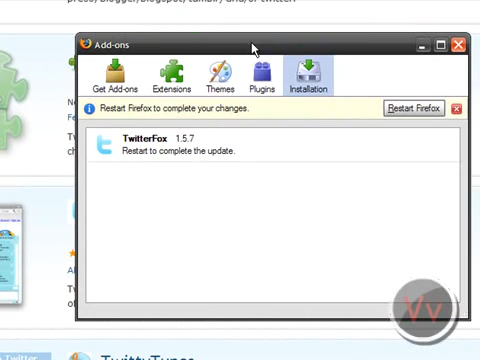 press/blogger/blogspot, tumblr and/or twitter.
Add-ons
Get Add-ons Extensions Themes Plugins Installation
Restart Firefox to complete your changes. Restart Firefox
TwitterFox 1.5.7
Restart to complete the update.
Vv
Twitter
TwittyTunes